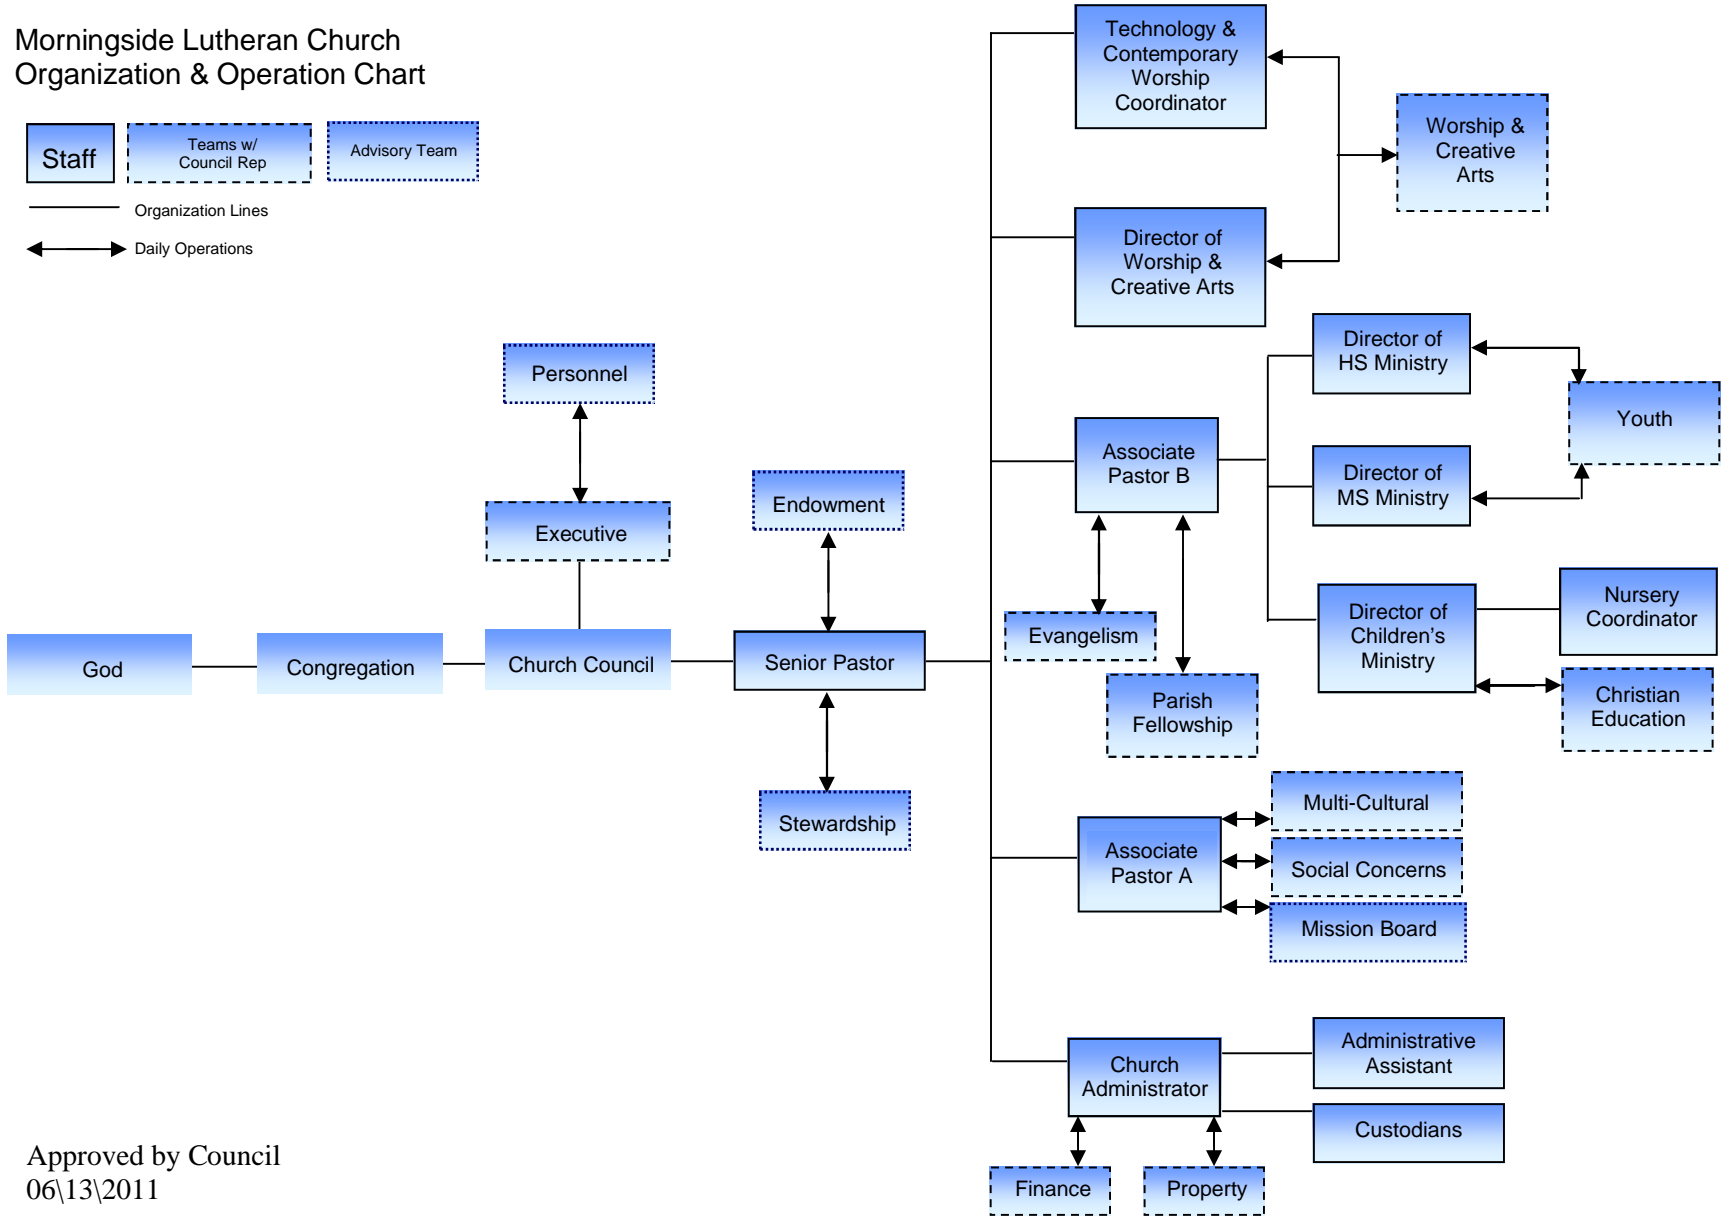 Morningside Lutheran Church
Organization & Operation Chart
Staff
Teams w/
Council Rep
Advisory Team
Organization Lines
Daily Operations
God
Congregation
Church Council
Executive
Personnel
Senior Pastor
Endowment
Stewardship
Technology &
Contemporary
Worship
Coordinator
Worship &
Creative
Arts
Director of
Worship &
Creative Arts
Associate
Pastor B
Director of
HS Ministry
Youth
Director of
MS Ministry
Director of
Children’s
Ministry
Nursery
Coordinator
Christian
Education
Evangelism
Parish
Fellowship
Associate
Pastor A
Multi-Cultural
Social Concerns
Mission Board
Church
Administrator
Administrative
Assistant
Custodians
Finance
Property
Approved by Council
06\13\2011